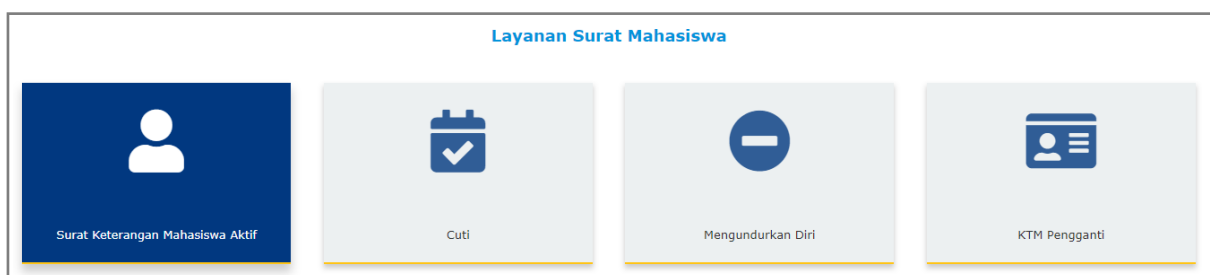 Layanan Surat Mahasiswa
Surat Keterangan Mahasiswa Aktif
Cuti
Mengundurkan Diri
KTM Pengganti